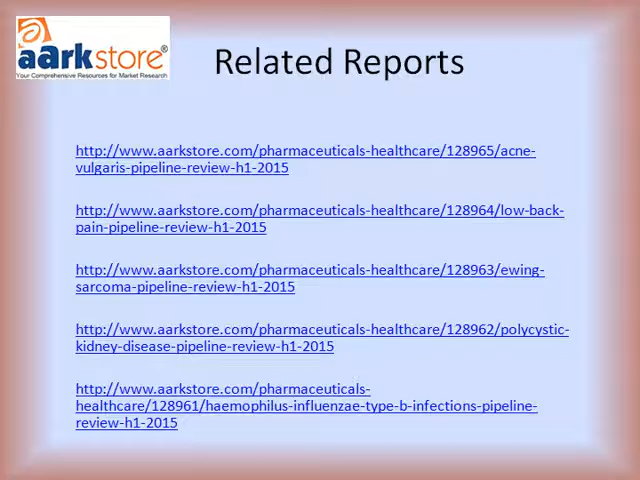 aarkstore®
Your Comprehensive Resources for Market Research
Related Reports
http://www.aarkstore.com/pharmaceuticals-healthcare/128965/acne-
vulgaris-pipeline-review-h1-2015
http://www.aarkstore.com/pharmaceuticals-healthcare/128964/low-back-
pain-pipeline-review-h1-2015
http://www.aarkstore.com/pharmaceuticals-healthcare/128963/ewing-
sarcoma-pipeline-review-h1-2015
http://www.aarkstore.com/pharmaceuticals-healthcare/128962/polycystic-
kidney-disease-pipeline-review-h1-2015
http://www.aarkstore.com/pharmaceuticals-
healthcare/128961/haemophilus-influenzae-type-b-infections-pipeline-
review-h1-2015